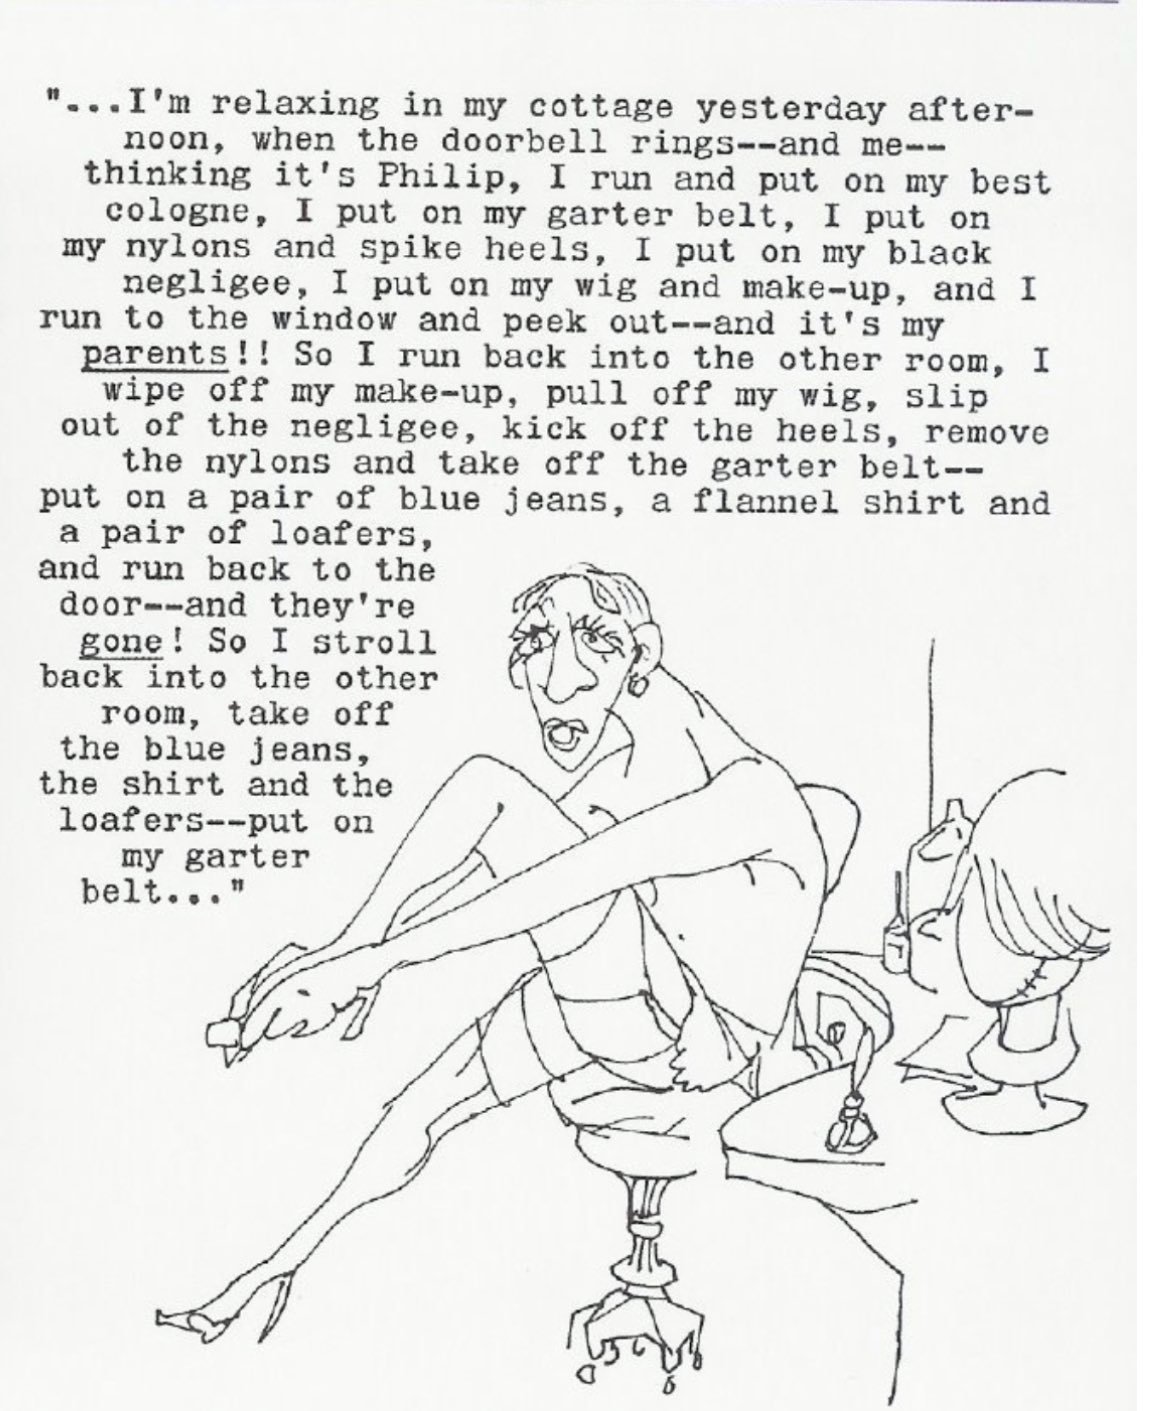 "...I'm relaxing in my cottage yesterday after-
noon, when the doorbell rings--and me--
thinking it's Philip, I run and put on my best
cologne, I put on my garter belt, I put on
my nylons and spike heels, I put on my black
negligee, I put on my wig and make-up, and I
run to the window and peek out--and it's my
parents!! So I run back into the other room, I
wipe off my make-up, pull off my wig, slip
out of the negligee, kick off the heels, remove
the nylons and take off the garter belt--
put on a pair of blue jeans, a flannel shirt and
a pair of loafers,
and run back to the
door--and they're
gone! So I stroll
back into the other
room, take off
the blue jeans,
the shirt and the
loafers--put on
my garter
belt..."